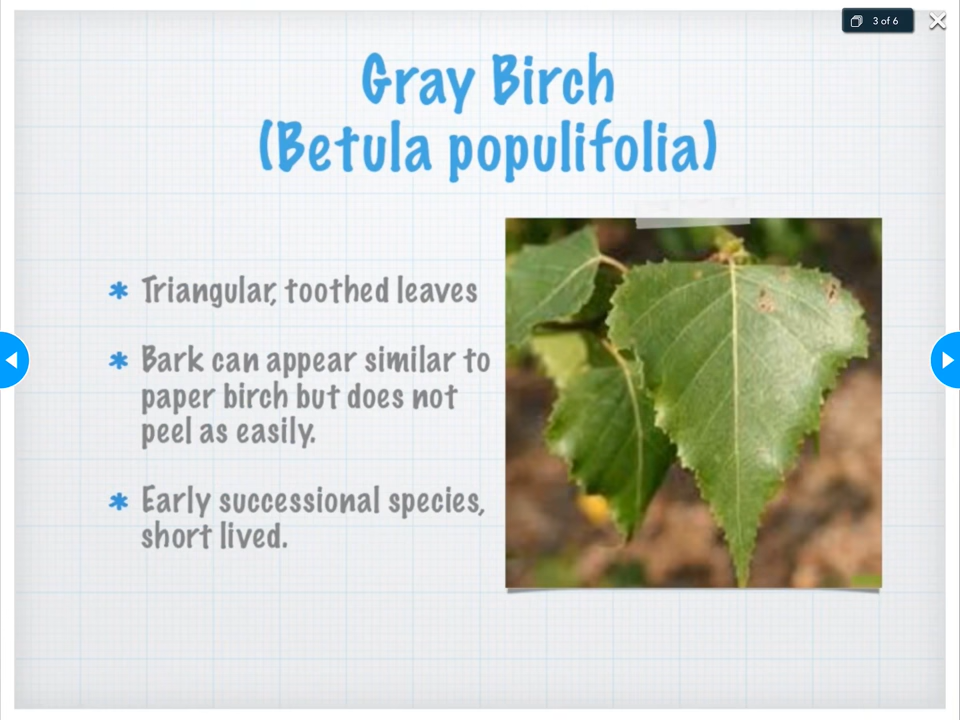 3 of 6
Gray Birch
(Betula populifolia)
Triangular, toothed leaves
Bark can appear similar to
paper birch but does not
peel as easily.
Early successional species,
short lived.